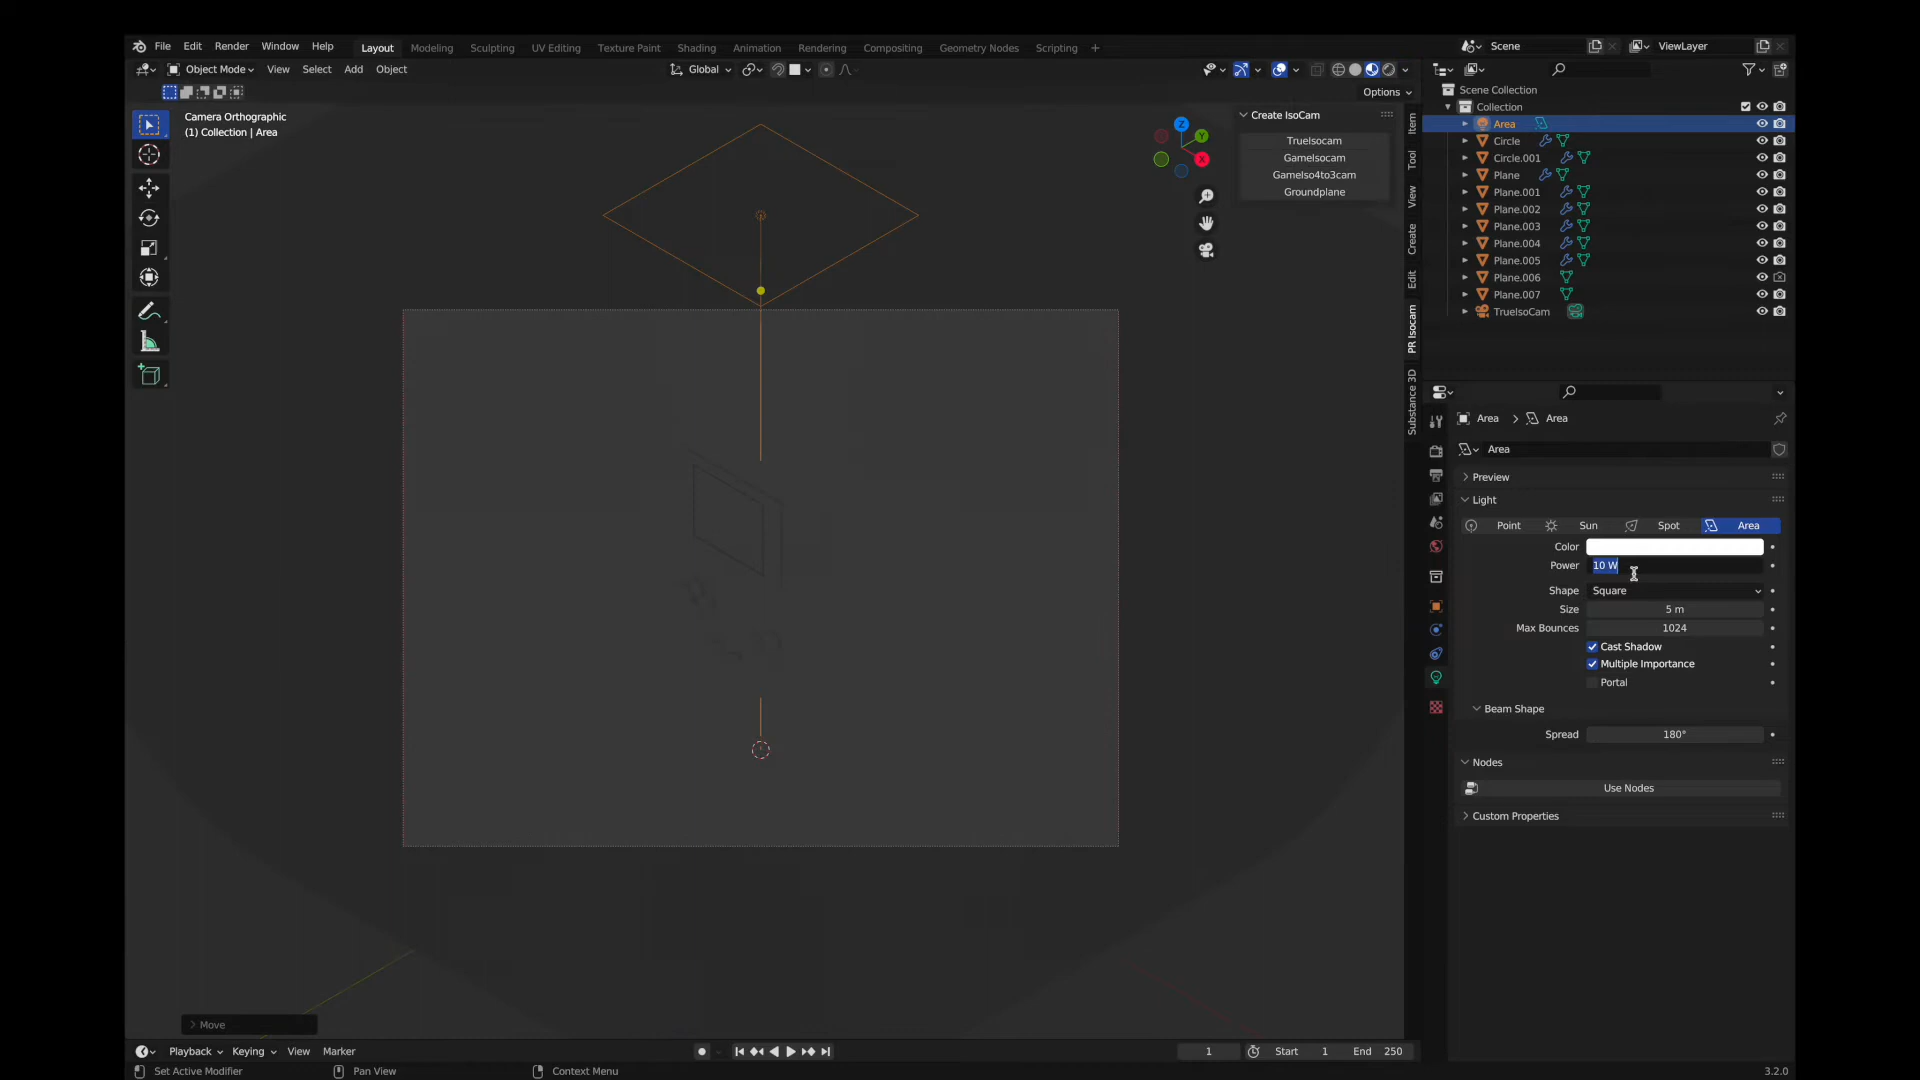 File Edit Render Window Help Layout Modeling Sculpting UV Editing Texture Paint Shading Animation Rendering Compositing Geometry Nodes Scripting + Scene ViewLayer
Object Mode View Select Add Object Global
Options
Camera Orthographic
(1) Collection | Area
Create IsoCam
TrueIsocam
GameIsocam
GameIso4to3cam
Groundplane
Z
Y
X
Item
Tool
View
Create
Edit
PR Isocam
Substance 3D
Scene Collection
Collection
Area
Circle
Circle.001
Plane
Plane.001
Plane.002
Plane.003
Plane.004
Plane.005
Plane.006
Plane.007
TrueIsoCam
Area > Area
Area
Preview
Light
Point Sun Spot Area
Color
Power 10 W
Shape Square
Size 5 m
Max Bounces 1024
Cast Shadow
Multiple Importance
Portal
Beam Shape
Spread 180°
Nodes
Use Nodes
Custom Properties
Move
Playback Keying View Marker 1 Start 1 End 250
Set Active Modifier Pan View Context Menu 3.2.0